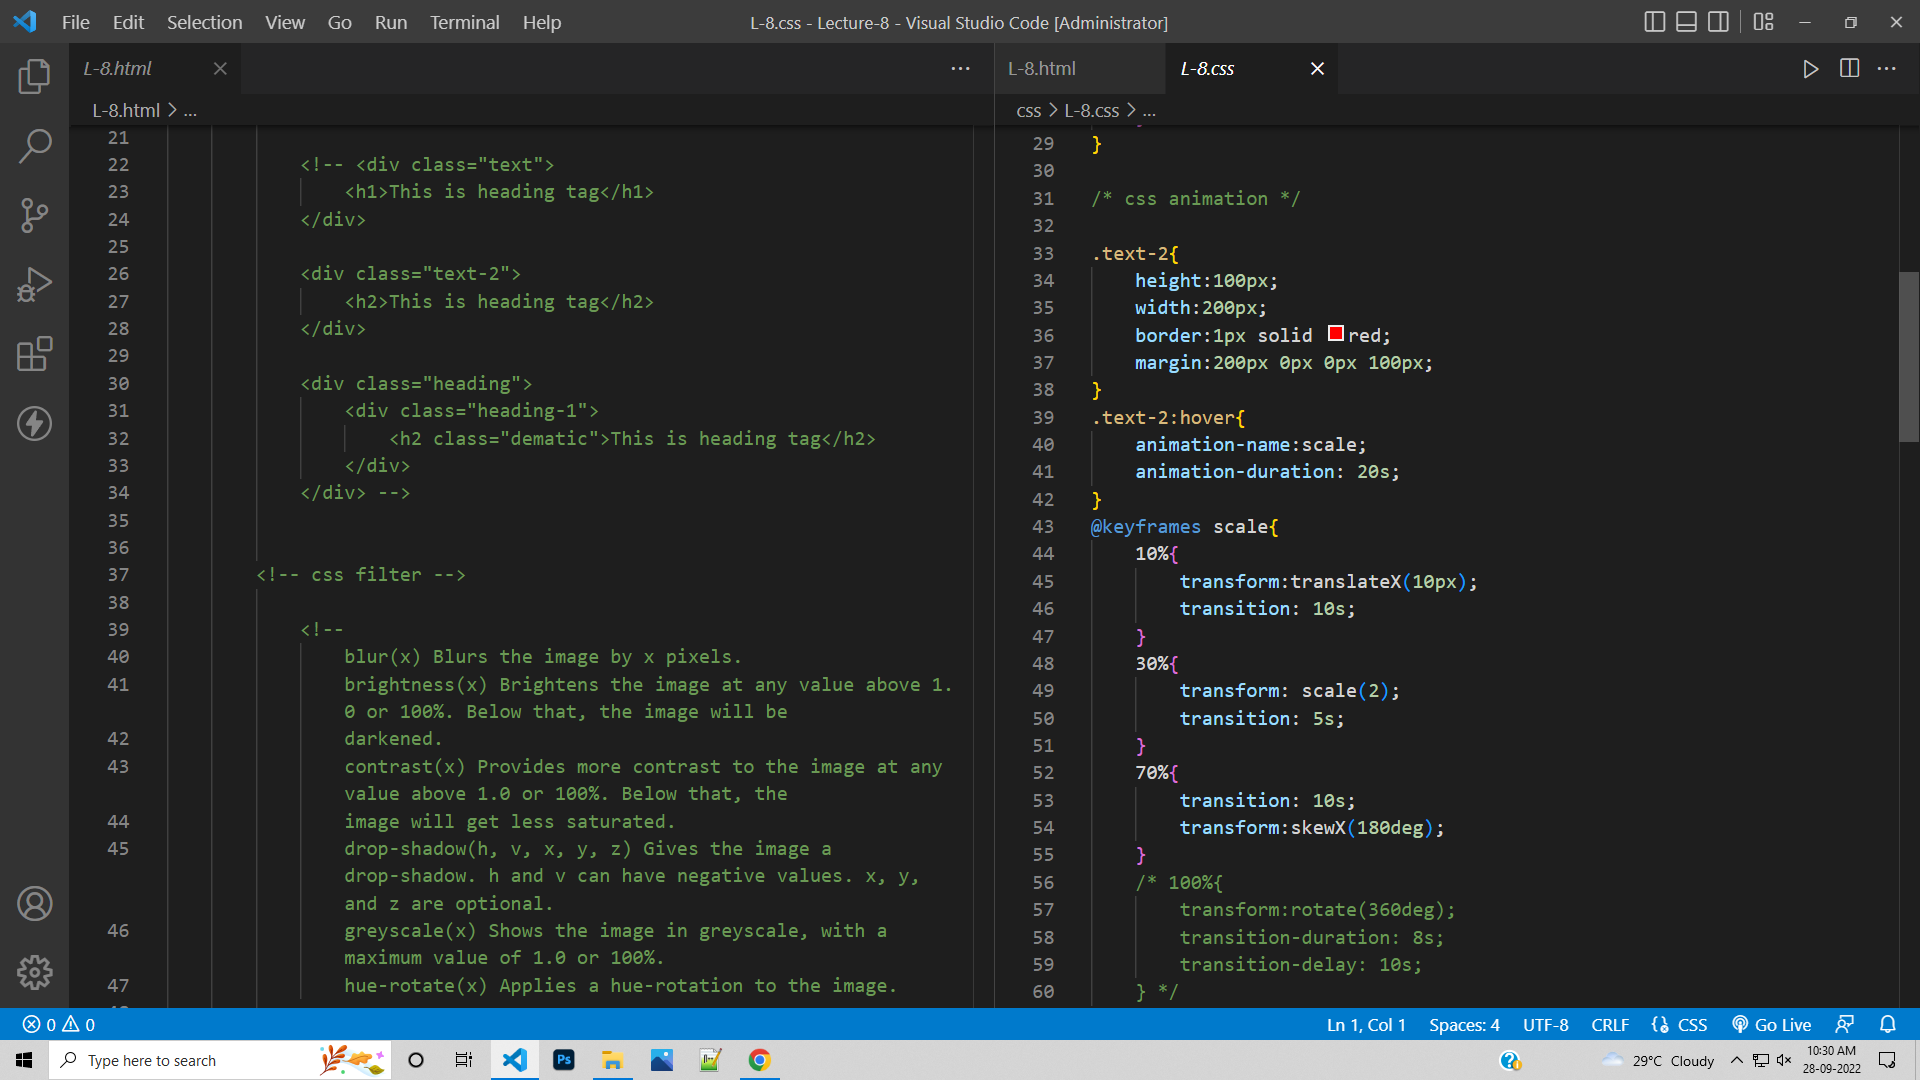 File Edit Selection View Go Run Terminal Help
L-8.css - Lecture-8 - Visual Studio Code [Administrator]
L-8.html
L-8.html > ...
21
22 <!-- <div class="text">
23 <h1>This is heading tag</h1>
24 </div>
25
26 <div class="text-2">
27 <h2>This is heading tag</h2>
28 </div>
29
30 <div class="heading">
31 <div class="heading-1">
32 <h2 class="dematic">This is heading tag</h2>
33 </div>
34 </div> -->
35
36
37 <!-- css filter -->
38
39 <!--
40 blur(x) Blurs the image by x pixels.
41 brightness(x) Brightens the image at any value above 1.
0 or 100%. Below that, the image will be
42 darkened.
43 contrast(x) Provides more contrast to the image at any
value above 1.0 or 100%. Below that, the
44 image will get less saturated.
45 drop-shadow(h, v, x, y, z) Gives the image a
drop-shadow. h and v can have negative values. x, y,
and z are optional.
46 greyscale(x) Shows the image in greyscale, with a
maximum value of 1.0 or 100%.
47 hue-rotate(x) Applies a hue-rotation to the image.
L-8.html L-8.css
css > L-8.css > ...
29 }
30
31 /* css animation */
32
33 .text-2{
34 height:100px;
35 width:200px;
36 border:1px solid red;
37 margin:200px 0px 0px 100px;
38 }
39 .text-2:hover{
40 animation-name:scale;
41 animation-duration: 20s;
42 }
43 @keyframes scale{
44 10%{
45 transform:translateX(10px);
46 transition: 10s;
47 }
48 30%{
49 transform: scale(2);
50 transition: 5s;
51 }
52 70%{
53 transition: 10s;
54 transform:skewX(180deg);
55 }
56 /* 100%{
57 transform:rotate(360deg);
58 transition-duration: 8s;
59 transition-delay: 10s;
60 } */
0 0
Ln 1, Col 1 Spaces: 4 UTF-8 CRLF CSS Go Live
Type here to search
Ps
29°C Cloudy
10:30 AM
28-09-2022